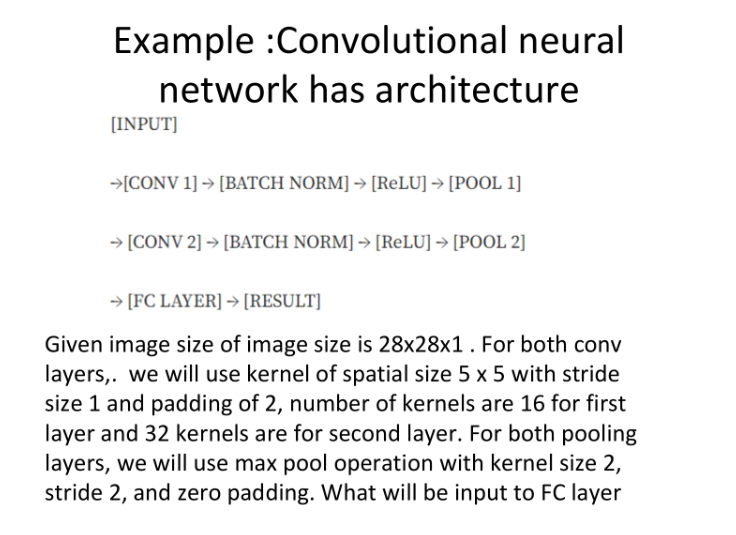 Example :Convolutional neural
network has architecture
[INPUT]
→[CONV 1] → [BATCH NORM] → [ReLU] → [POOL 1]
→ [CONV 2] → [BATCH NORM] → [ReLU] → [POOL 2]
→ [FC LAYER] → [RESULT]
Given image size of image size is 28x28x1 . For both conv
layers,.  we will use kernel of spatial size 5 x 5 with stride
size 1 and padding of 2, number of kernels are 16 for first
layer and 32 kernels are for second layer. For both pooling
layers, we will use max pool operation with kernel size 2,
stride 2, and zero padding. What will be input to FC layer